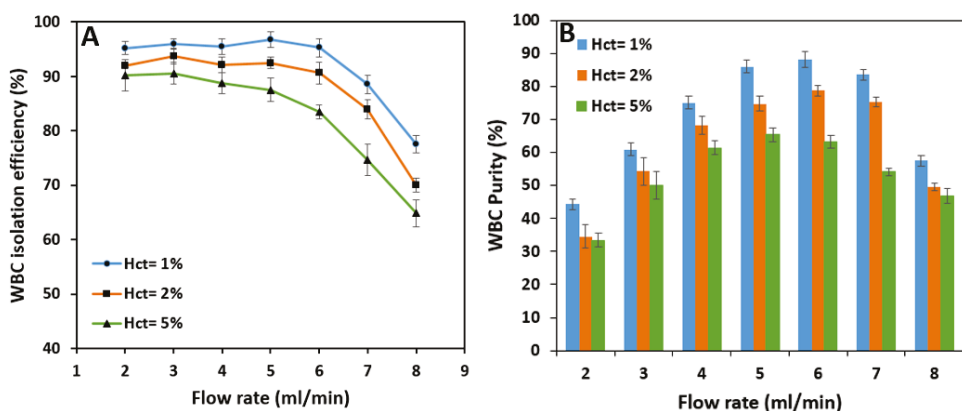 A
100
90
80
70
60
50
40
WBC isolation efficiency (%)
Hct= 1%
Hct= 2%
Hct= 5%
1 2 3 4 5 6 7 8 9
Flow rate (ml/min)
B
100
90
80
70
60
50
40
30
20
10
0
WBC Purity (%)
Hct= 1%
Hct= 2%
Hct= 5%
2 3 4 5 6 7 8
Flow rate (ml/min)